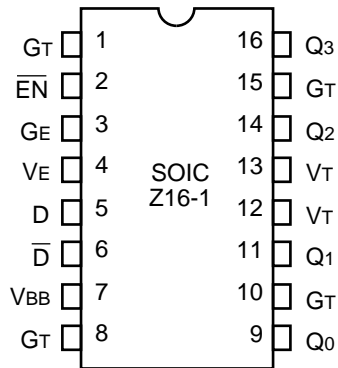 GT 1 16 Q3
E̅N̅ 2 15 GT
GE 3 14 Q2
VE 4 13 VT
SOIC
Z16-1
D 5 12 VT
D̅ 6 11 Q1
VBB 7 10 GT
GT 8 9 Q0